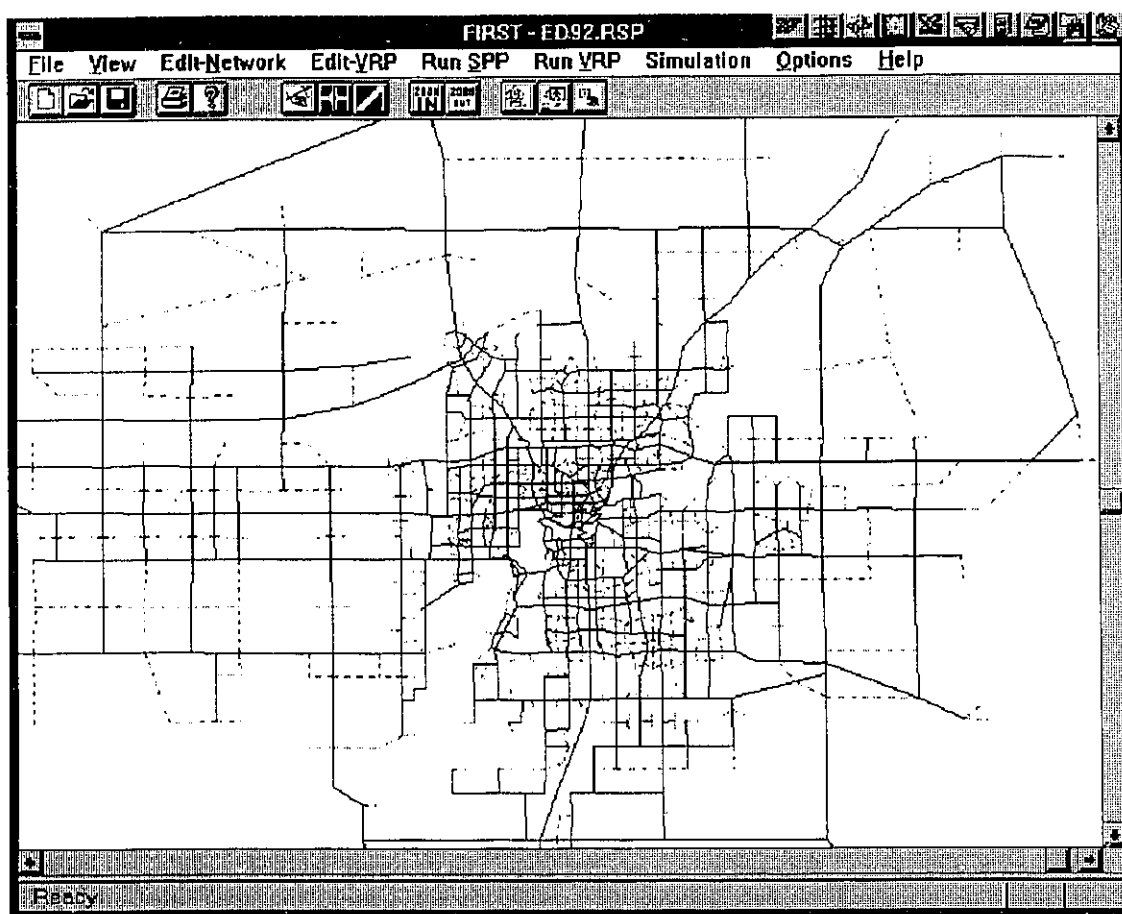 FIRST - ED92.RSP
File View Edit-Network Edit-VRP Run SPP Run VRP Simulation Options Help
ZOOM IN ZOOM OUT
Ready